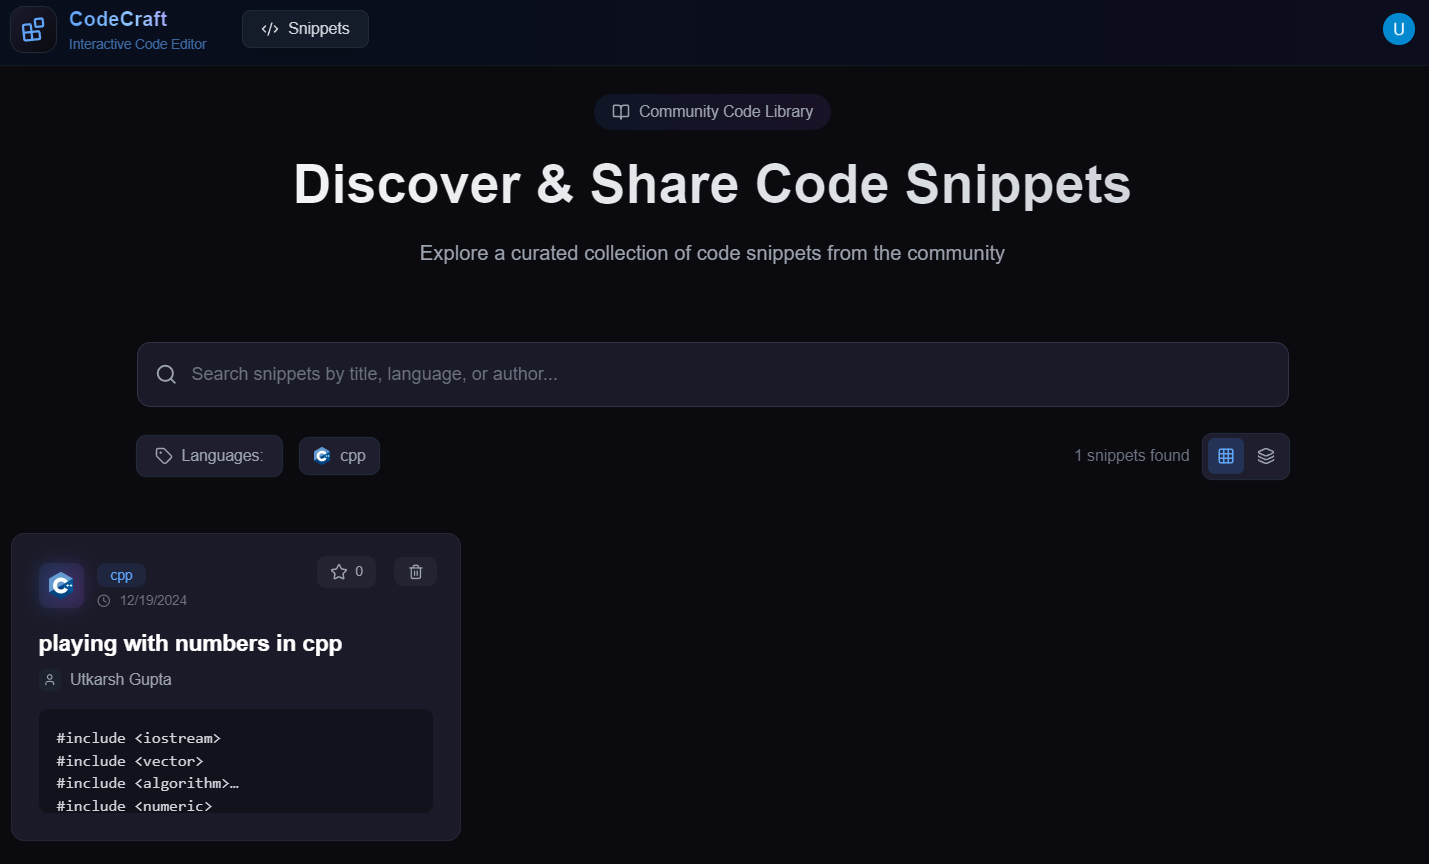 CodeCraft
Interactive Code Editor
Snippets
U
Community Code Library
Discover & Share Code Snippets
Explore a curated collection of code snippets from the community
Search snippets by title, language, or author...
Languages:
cpp
1 snippets found
cpp
0
12/19/2024
playing with numbers in cpp
Utkarsh Gupta
#include <iostream>
#include <vector>
#include <algorithm>…
#include <numeric>